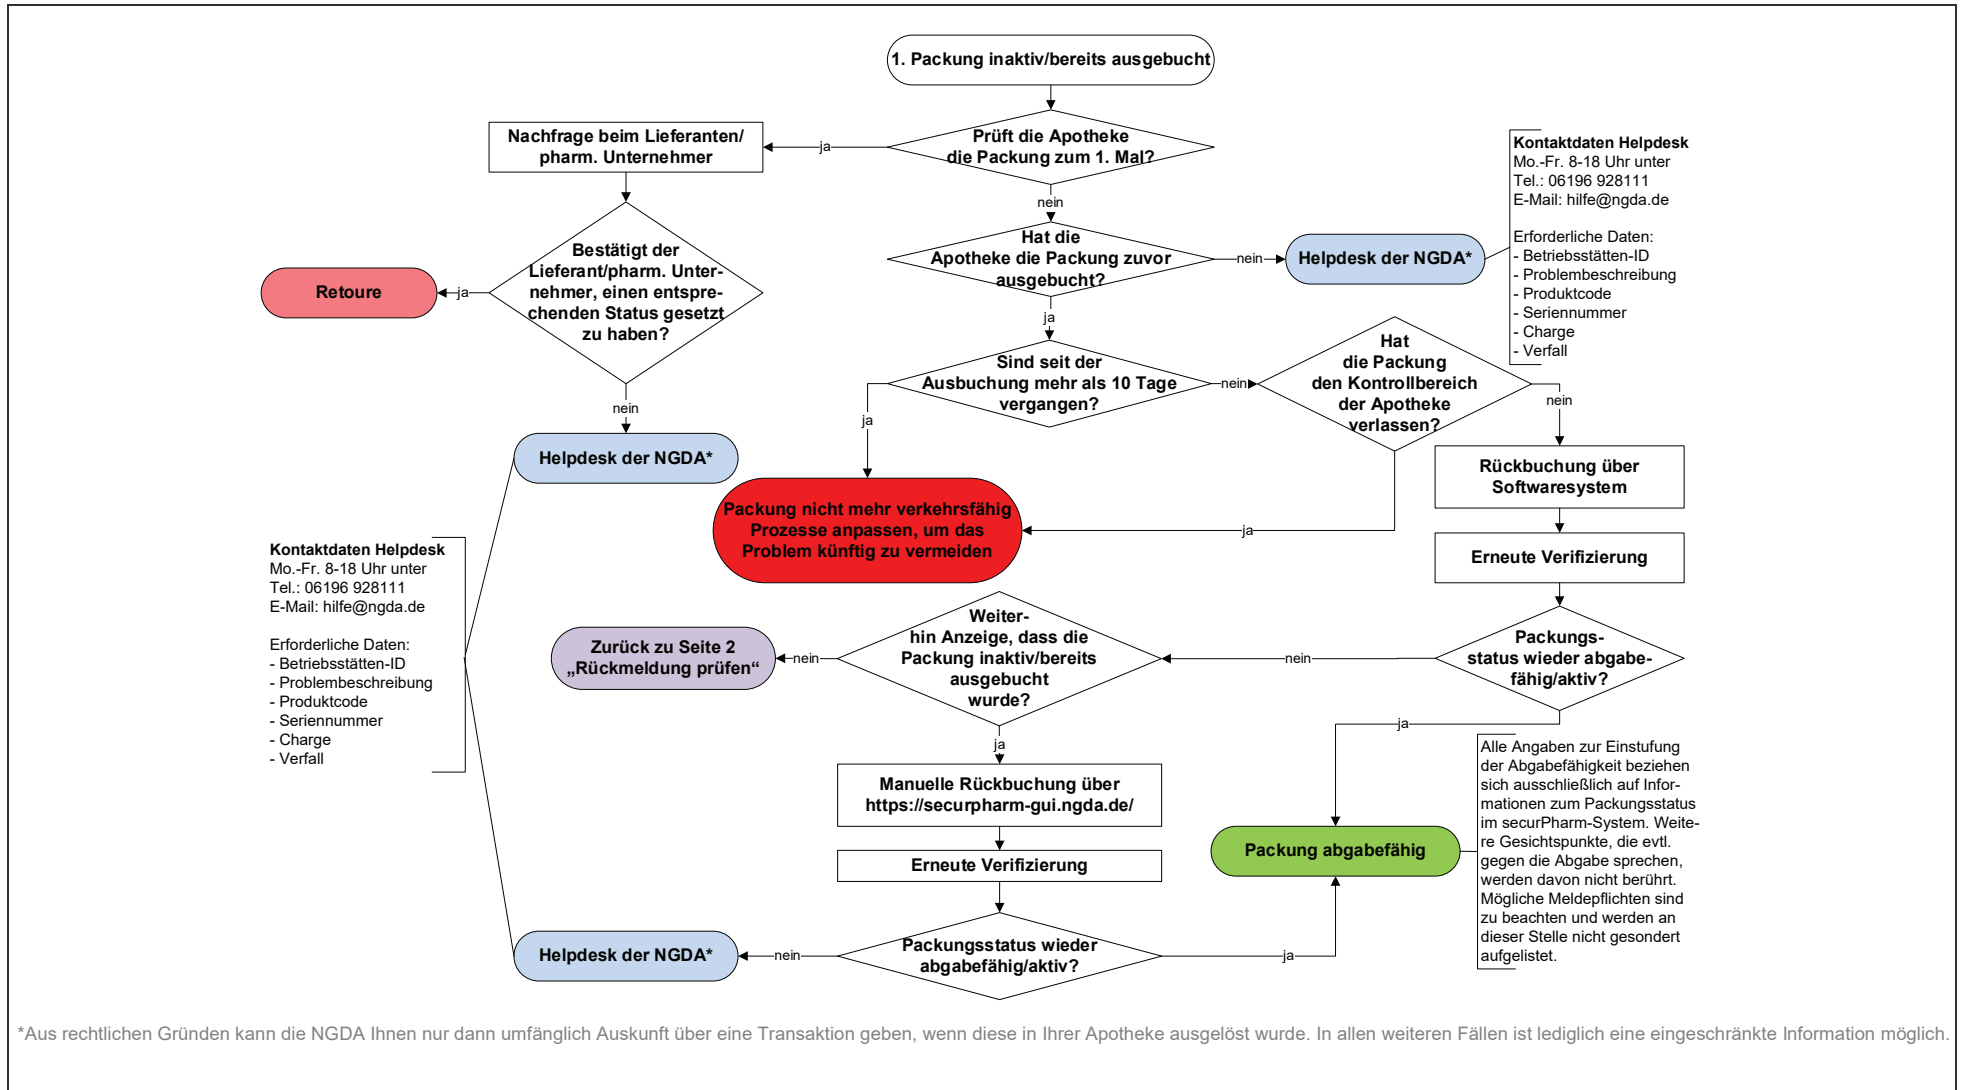 1. Packung inaktiv/bereits ausgebucht
Prüft die Apotheke
die Packung zum 1. Mal?
ja
Nachfrage beim Lieferanten/
pharm. Unternehmer
nein
Kontaktdaten Helpdesk
Mo.-Fr. 8-18 Uhr unter
Tel.: 06196 928111
E-Mail: hilfe@ngda.de
Erforderliche Daten:
- Betriebsstätten-ID
- Problembeschreibung
- Produktcode
- Seriennummer
- Charge
- Verfall
Hat die
Apotheke die Packung zuvor
ausgebucht?
nein
Helpdesk der NGDA*
Bestätigt der
Lieferant/pharm. Unter-
nehmer, einen entspre-
chenden Status gesetzt
zu haben?
ja
Retoure
nein
Helpdesk der NGDA*
ja
Sind seit der
Ausbuchung mehr als 10 Tage
vergangen?
nein
ja
Hat
die Packung
den Kontrollbereich
der Apotheke
verlassen?
nein
ja
Packung nicht mehr verkehrsfähig
Prozesse anpassen, um das
Problem künftig zu vermeiden
Rückbuchung über
Softwaresystem
Erneute Verifizierung
Packungs-
status wieder abgabe-
fähig/aktiv?
nein
ja
Weiter-
hin Anzeige, dass die
Packung inaktiv/bereits
ausgebucht
wurde?
nein
Zurück zu Seite 2
„Rückmeldung prüfen“
ja
Kontaktdaten Helpdesk
Mo.-Fr. 8-18 Uhr unter
Tel.: 06196 928111
E-Mail: hilfe@ngda.de
Erforderliche Daten:
- Betriebsstätten-ID
- Problembeschreibung
- Produktcode
- Seriennummer
- Charge
- Verfall
Manuelle Rückbuchung über
https://securpharm-gui.ngda.de/
Erneute Verifizierung
Packungsstatus wieder
abgabefähig/aktiv?
nein
Helpdesk der NGDA*
ja
Packung abgabefähig
Alle Angaben zur Einstufung
der Abgabefähigkeit beziehen
sich ausschließlich auf Infor-
mationen zum Packungsstatus
im securPharm-System. Weite-
re Gesichtspunkte, die evtl.
gegen die Abgabe sprechen,
werden davon nicht berührt.
Mögliche Meldepflichten sind
zu beachten und werden an
dieser Stelle nicht gesondert
aufgelistet.
*Aus rechtlichen Gründen kann die NGDA Ihnen nur dann umfänglich Auskunft über eine Transaktion geben, wenn diese in Ihrer Apotheke ausgelöst wurde. In allen weiteren Fällen ist lediglich eine eingeschränkte Information möglich.